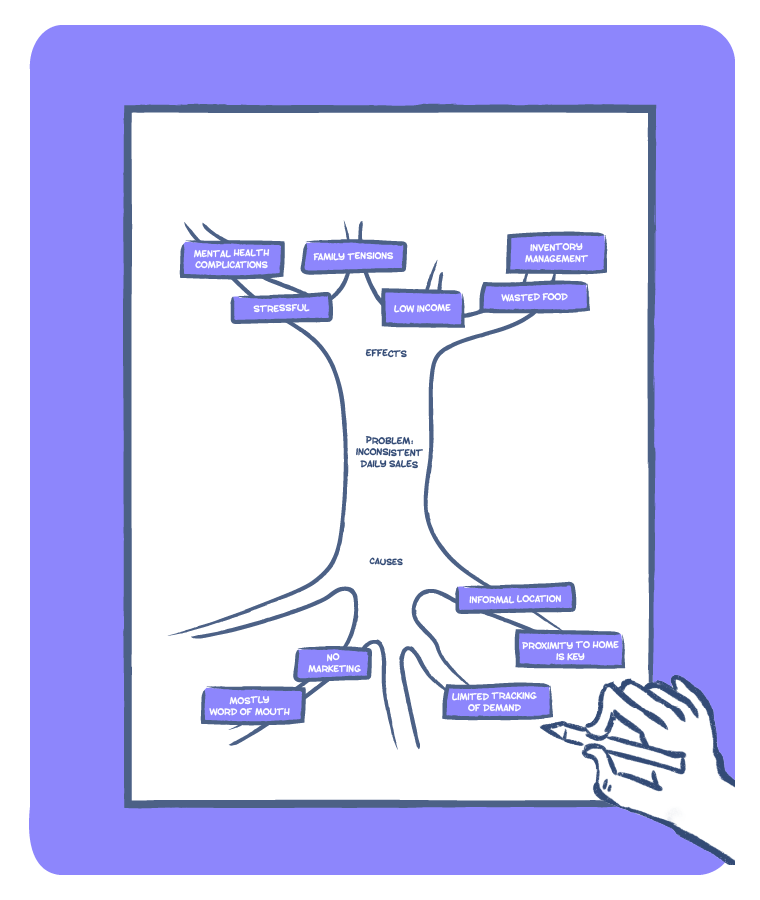 MENTAL HEALTH
COMPLICATIONS
FAMILY TENSIONS
INVENTORY
MANAGEMENT
STRESSFUL
LOW INCOME
WASTED FOOD
EFFECTS
PROBLEM:
INCONSISTENT
DAILY SALES
CAUSES
INFORMAL LOCATION
PROXIMITY TO HOME
IS KEY
NO
MARKETING
MOSTLY
WORD OF MOUTH
LIMITED TRACKING
OF DEMAND